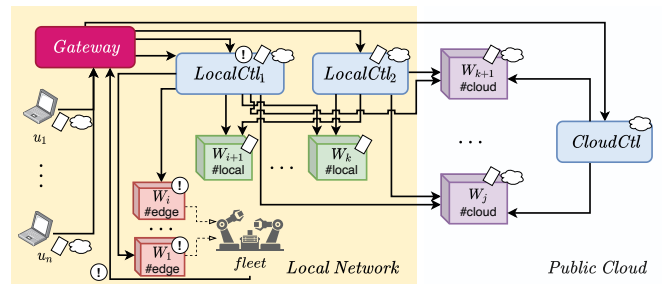 Gateway
!
LocalCtl1
LocalCtl2
Wk+1
#cloud
u1
Wi+1
#local
...
Wk
#local
...
CloudCtl
Wi
#edge
!
...
Wj
#cloud
un
W1
#edge
!
fleet
!
Local Network
Public Cloud